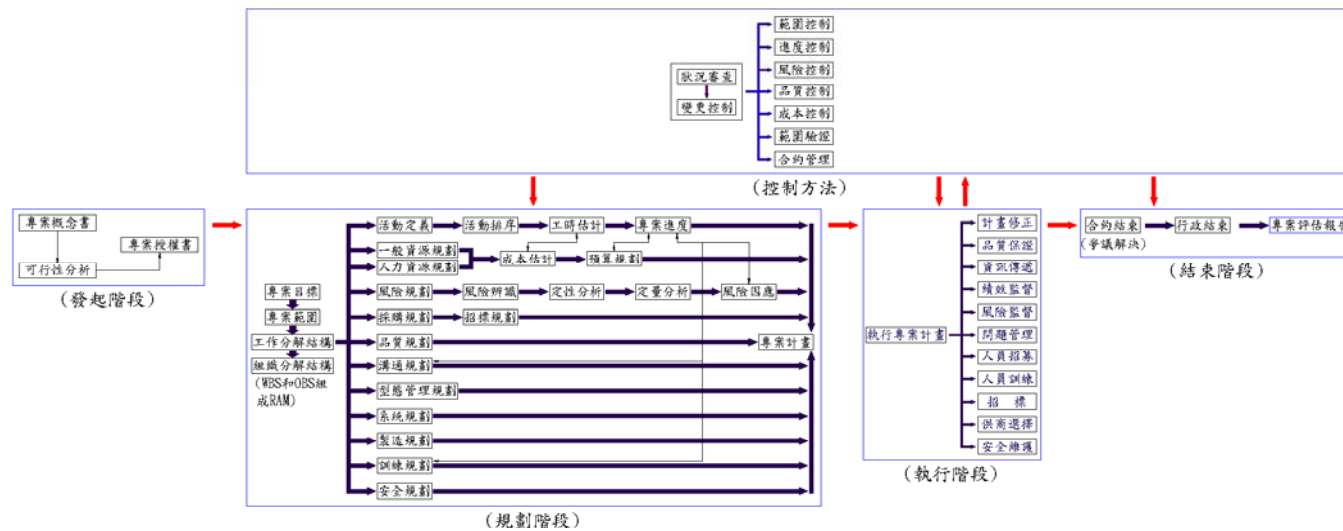 範圍控制
進度控制
風險控制
品質控制
成本控制
範圍驗證
合約管理
狀況審查
變更控制
(控制方法)
專案概念書
專案授權書
可行性分析
(發起階段)
專案目標
專案範圍
工作分解結構
組織分解結構
(WBS和OBS組
成RAM)
活動定義
活動排序
工時估計
專案進度
一般資源規劃
人力資源規劃
成本估計
預算規劃
風險規劃
風險辨識
定性分析
定量分析
風險因應
採購規劃
招標規劃
品質規劃
專案計畫
溝通規劃
型態管理規劃
系統規劃
製造規劃
訓練規劃
安全規劃
(規劃階段)
執行專案計畫
計畫修正
品質保證
資訊傳遞
績效監督
風險監督
問題管理
人員招募
人員訓練
招 標
供商選擇
安全維護
(執行階段)
合約結束
(爭議解決)
行政結束
專案評估報告
(結束階段)